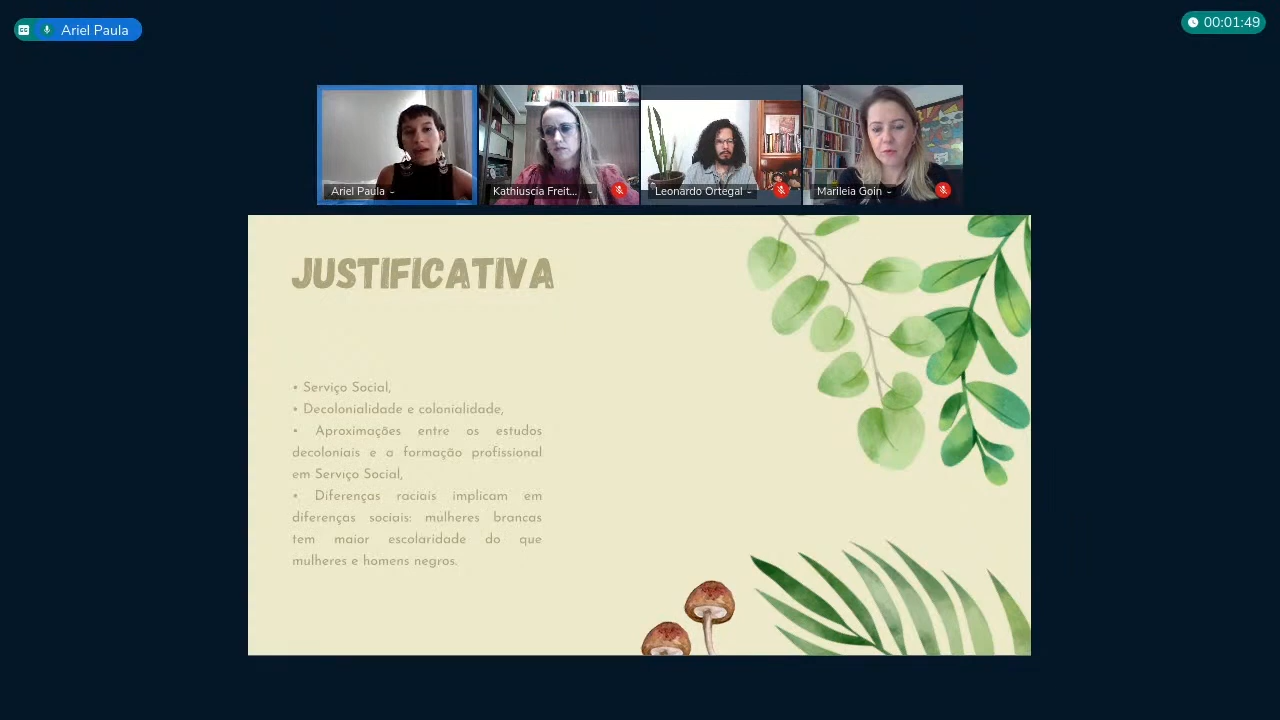 Ariel Paula
00:01:49
Ariel Paula
Kathiuscia Freit...
Leonardo Ortegal
Marileia Goin
JUSTIFICATIVA
• Serviço Social,
• Decolonialidade e colonialidade,
• Aproximações entre os estudos
decoloniais e a formação profissional
em Serviço Social,
• Diferenças raciais implicam em
diferenças sociais: mulheres brancas
tem maior escolaridade do que
mulheres e homens negros.